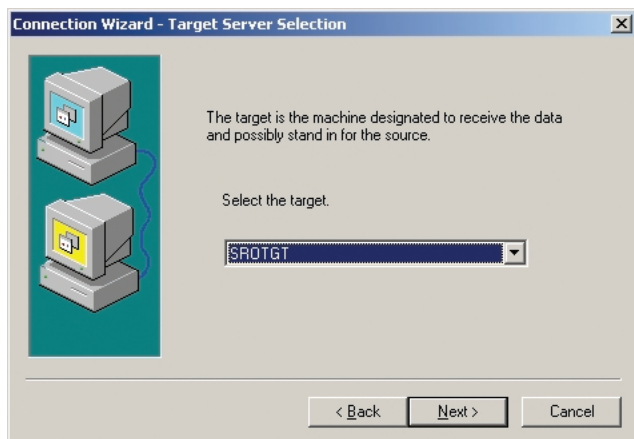 Connection Wizard - Target Server Selection
The target is the machine designated to receive the data
and possibly stand in for the source.
Select the target.
SROTGT
< Back
Next >
Cancel